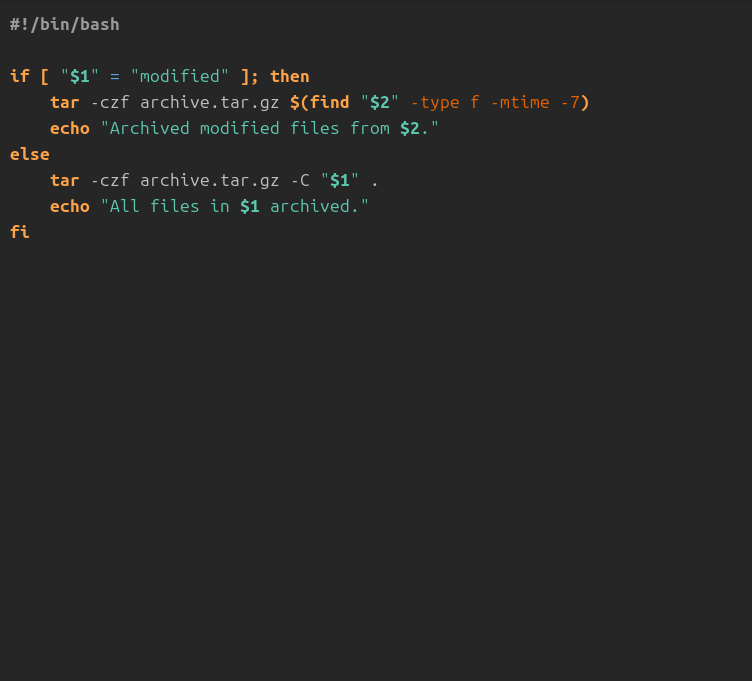 #!/bin/bash

if [ "$1" = "modified" ]; then
    tar -czf archive.tar.gz $(find "$2" -type f -mtime -7)
    echo "Archived modified files from $2."
else
    tar -czf archive.tar.gz -C "$1" .
    echo "All files in $1 archived."
fi